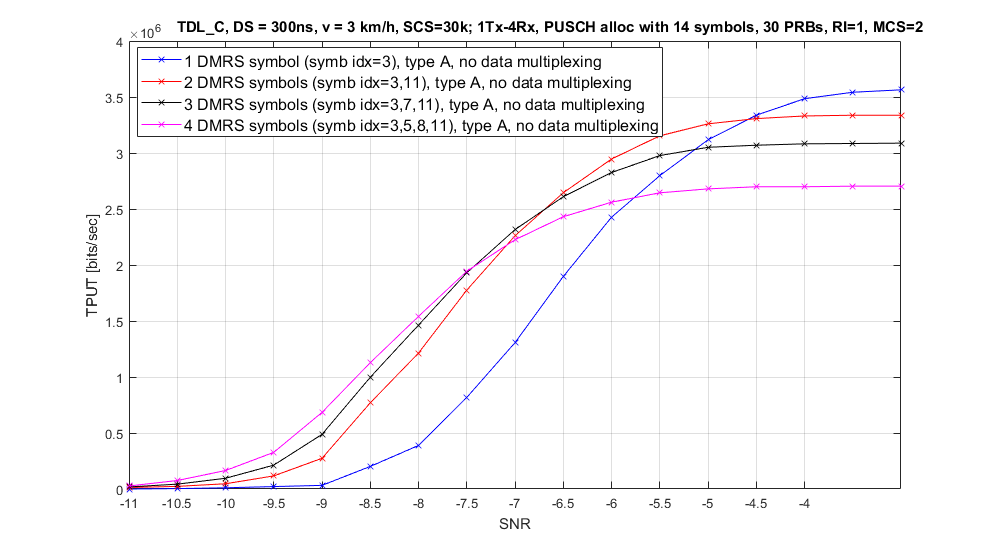 TDL_C, DS = 300ns, v = 3 km/h, SCS=30k; 1Tx-4Rx, PUSCH alloc with 14 symbols, 30 PRBs, RI=1, MCS=2
×10^6
1 DMRS symbol (symb idx=3), type A, no data multiplexing
2 DMRS symbols (symb idx=3,11), type A, no data multiplexing
3 DMRS symbols (symb idx=3,7,11), type A, no data multiplexing
4 DMRS symbols (symb idx=3,5,8,11), type A, no data multiplexing
TPUT [bits/sec]
4
3.5
3
2.5
2
1.5
1
0.5
0
-11 -10.5 -10 -9.5 -9 -8.5 -8 -7.5 -7 -6.5 -6 -5.5 -5 -4.5 -4
SNR